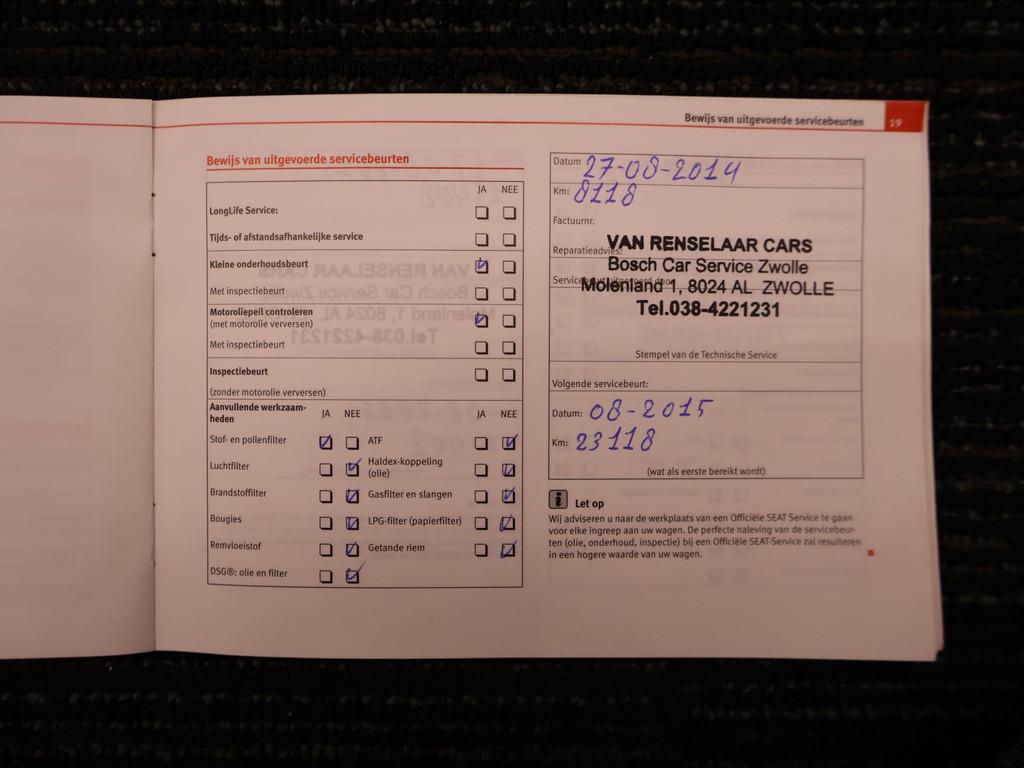 Bewijs van uitgevoerde servicebeurten 19
Bewijs van uitgevoerde servicebeurten
JA NEE
LongLife Service:
Tijds- of afstandsafhankelijke service
Kleine onderhoudsbeurt
Met inspectiebeurt
Motoroliepeil controleren
(met motorolie verversen)
Met inspectiebeurt
Inspectiebeurt
(zonder motorolie verversen)
Aanvullende werkzaam-
heden JA NEE JA NEE
Stof- en pollenfilter ATF
Luchtfilter Haldex-koppeling
(olie)
Brandstoffilter Gasfilter en slangen
Bougies LPG-filter (papierfilter)
Remvloeistof Getande riem
DSG®: olie en filter
Datum 27-08-2014
Km: 8118
Factuurnr.
Reparatieadvies:
VAN RENSELAAR CARS
Bosch Car Service Zwolle
Molenland 1, 8024 AL ZWOLLE
Tel.038-4221231
Stempel van de Technische Service
Volgende servicebeurt:
Datum: 08-2015
Km: 23118
(wat als eerste bereikt wordt)
i Let op
Wij adviseren u naar de werkplaats van een Officiële SEAT Service te gaan
voor elke ingreep aan uw wagen. De perfecte naleving van de servicebeur-
ten (olie, onderhoud, inspectie) bij een Officiële SEAT-Service zal resulteren
in een hogere waarde van uw wagen.